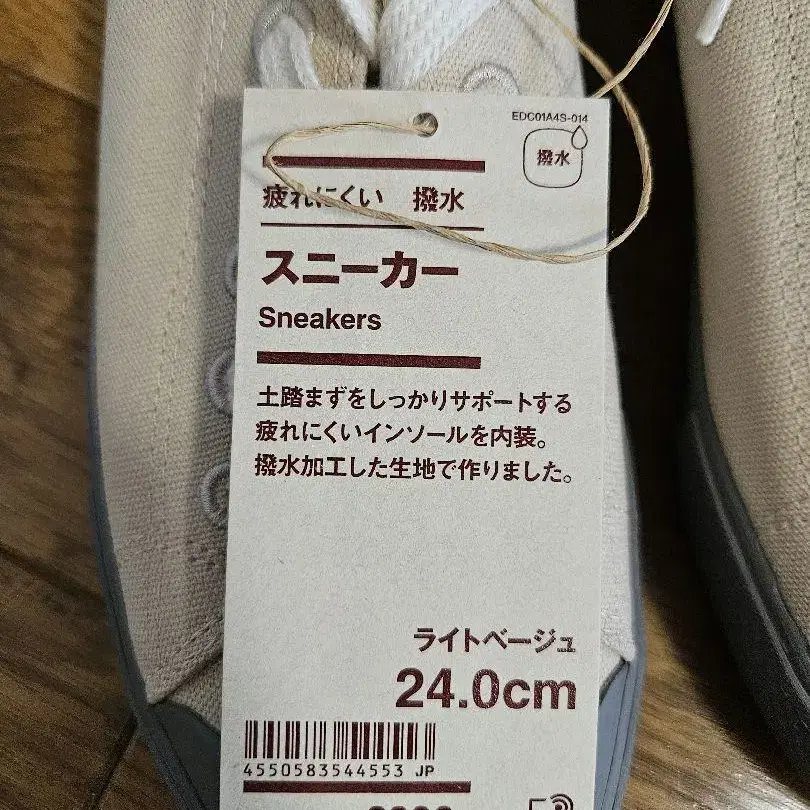 EDC01A4S-014
撥水
疲れにくい 撥水
スニーカー
Sneakers
土踏まずをしっかりサポートする
疲れにくいインソールを内装。
撥水加工した生地で作りました。
ライトベージュ
24.0cm
4550583544553 JP